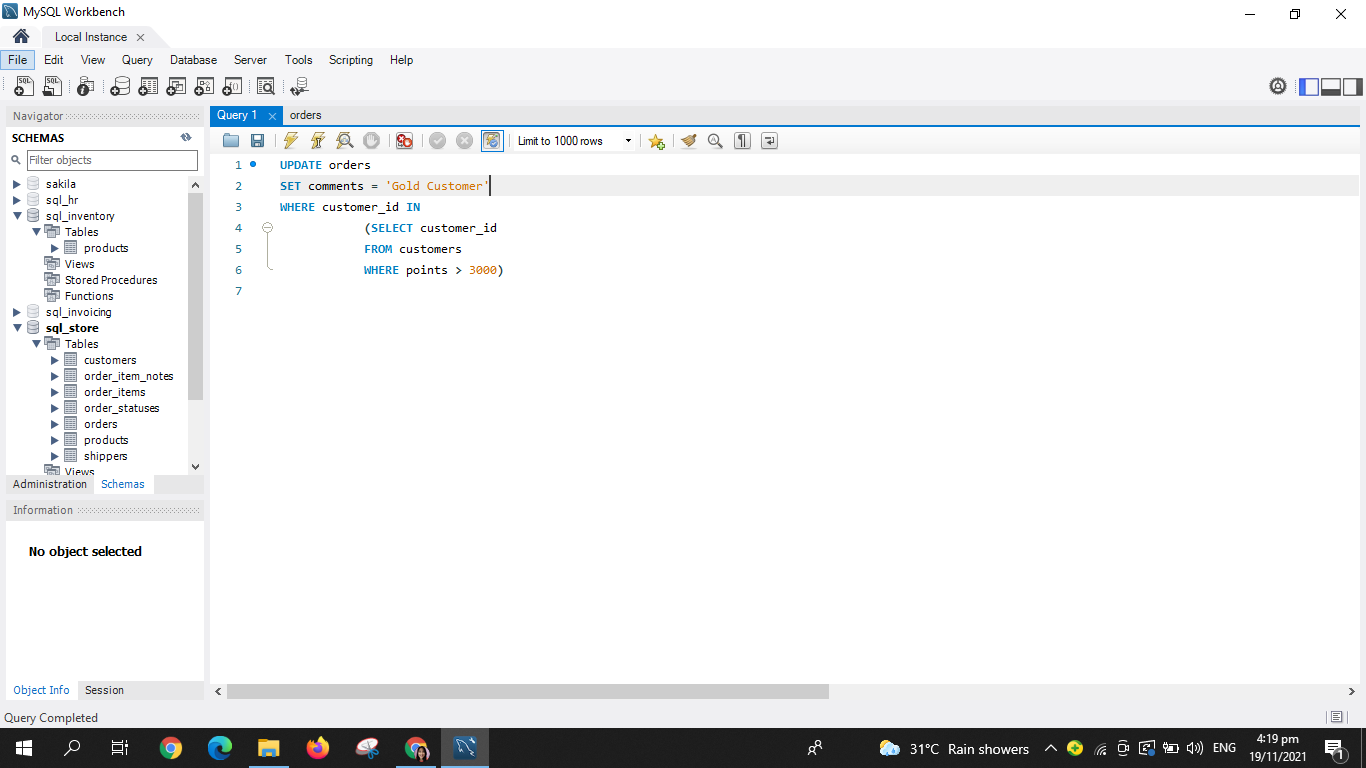 MySQL Workbench
Local Instance
File Edit View Query Database Server Tools Scripting Help
Navigator
SCHEMAS
Filter objects
sakila
sql_hr
sql_inventory
Tables
products
Views
Stored Procedures
Functions
sql_invoicing
sql_store
Tables
customers
order_item_notes
order_items
order_statuses
orders
products
shippers
Views
Administration Schemas
Information
No object selected
Object Info Session
Query 1 orders
Limit to 1000 rows
1 UPDATE orders
2 SET comments = 'Gold Customer'
3 WHERE customer_id IN
4 (SELECT customer_id
5 FROM customers
6 WHERE points > 3000)
7
Query Completed
31°C Rain showers
ENG
4:19 pm
19/11/2021
1